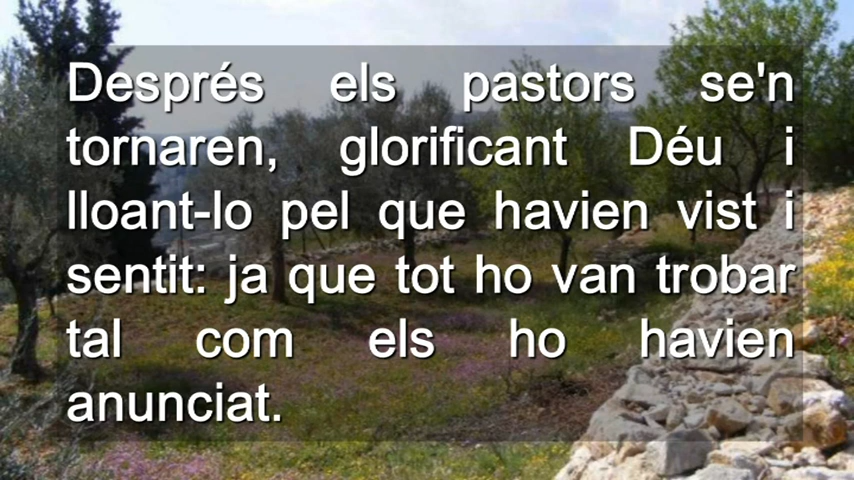 Després els pastors se'n
tornaren, glorificant Déu i
lloant-lo pel que havien vist i
sentit: ja que tot ho van trobar
tal com els ho havien
anunciat.